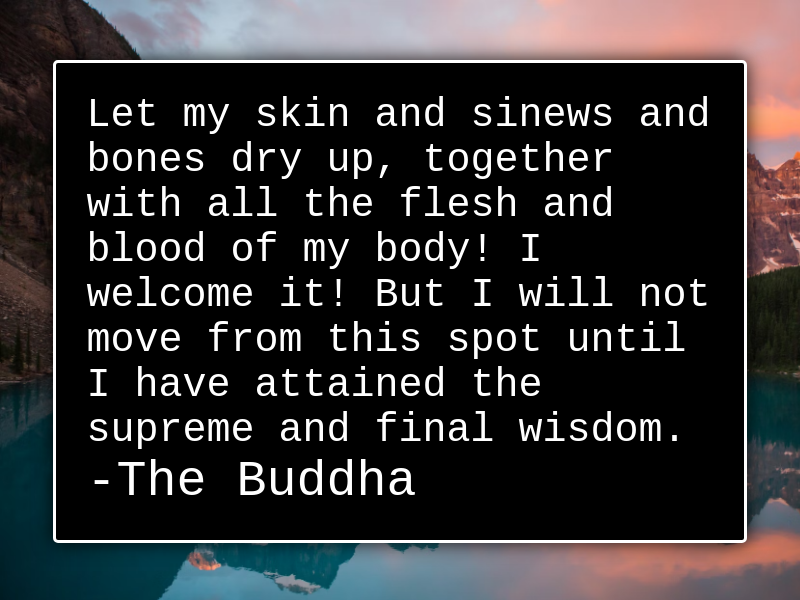 Let my skin and sinews and
bones dry up, together
with all the flesh and
blood of my body! I
welcome it! But I will not
move from this spot until
I have attained the
supreme and final wisdom.
-The Buddha